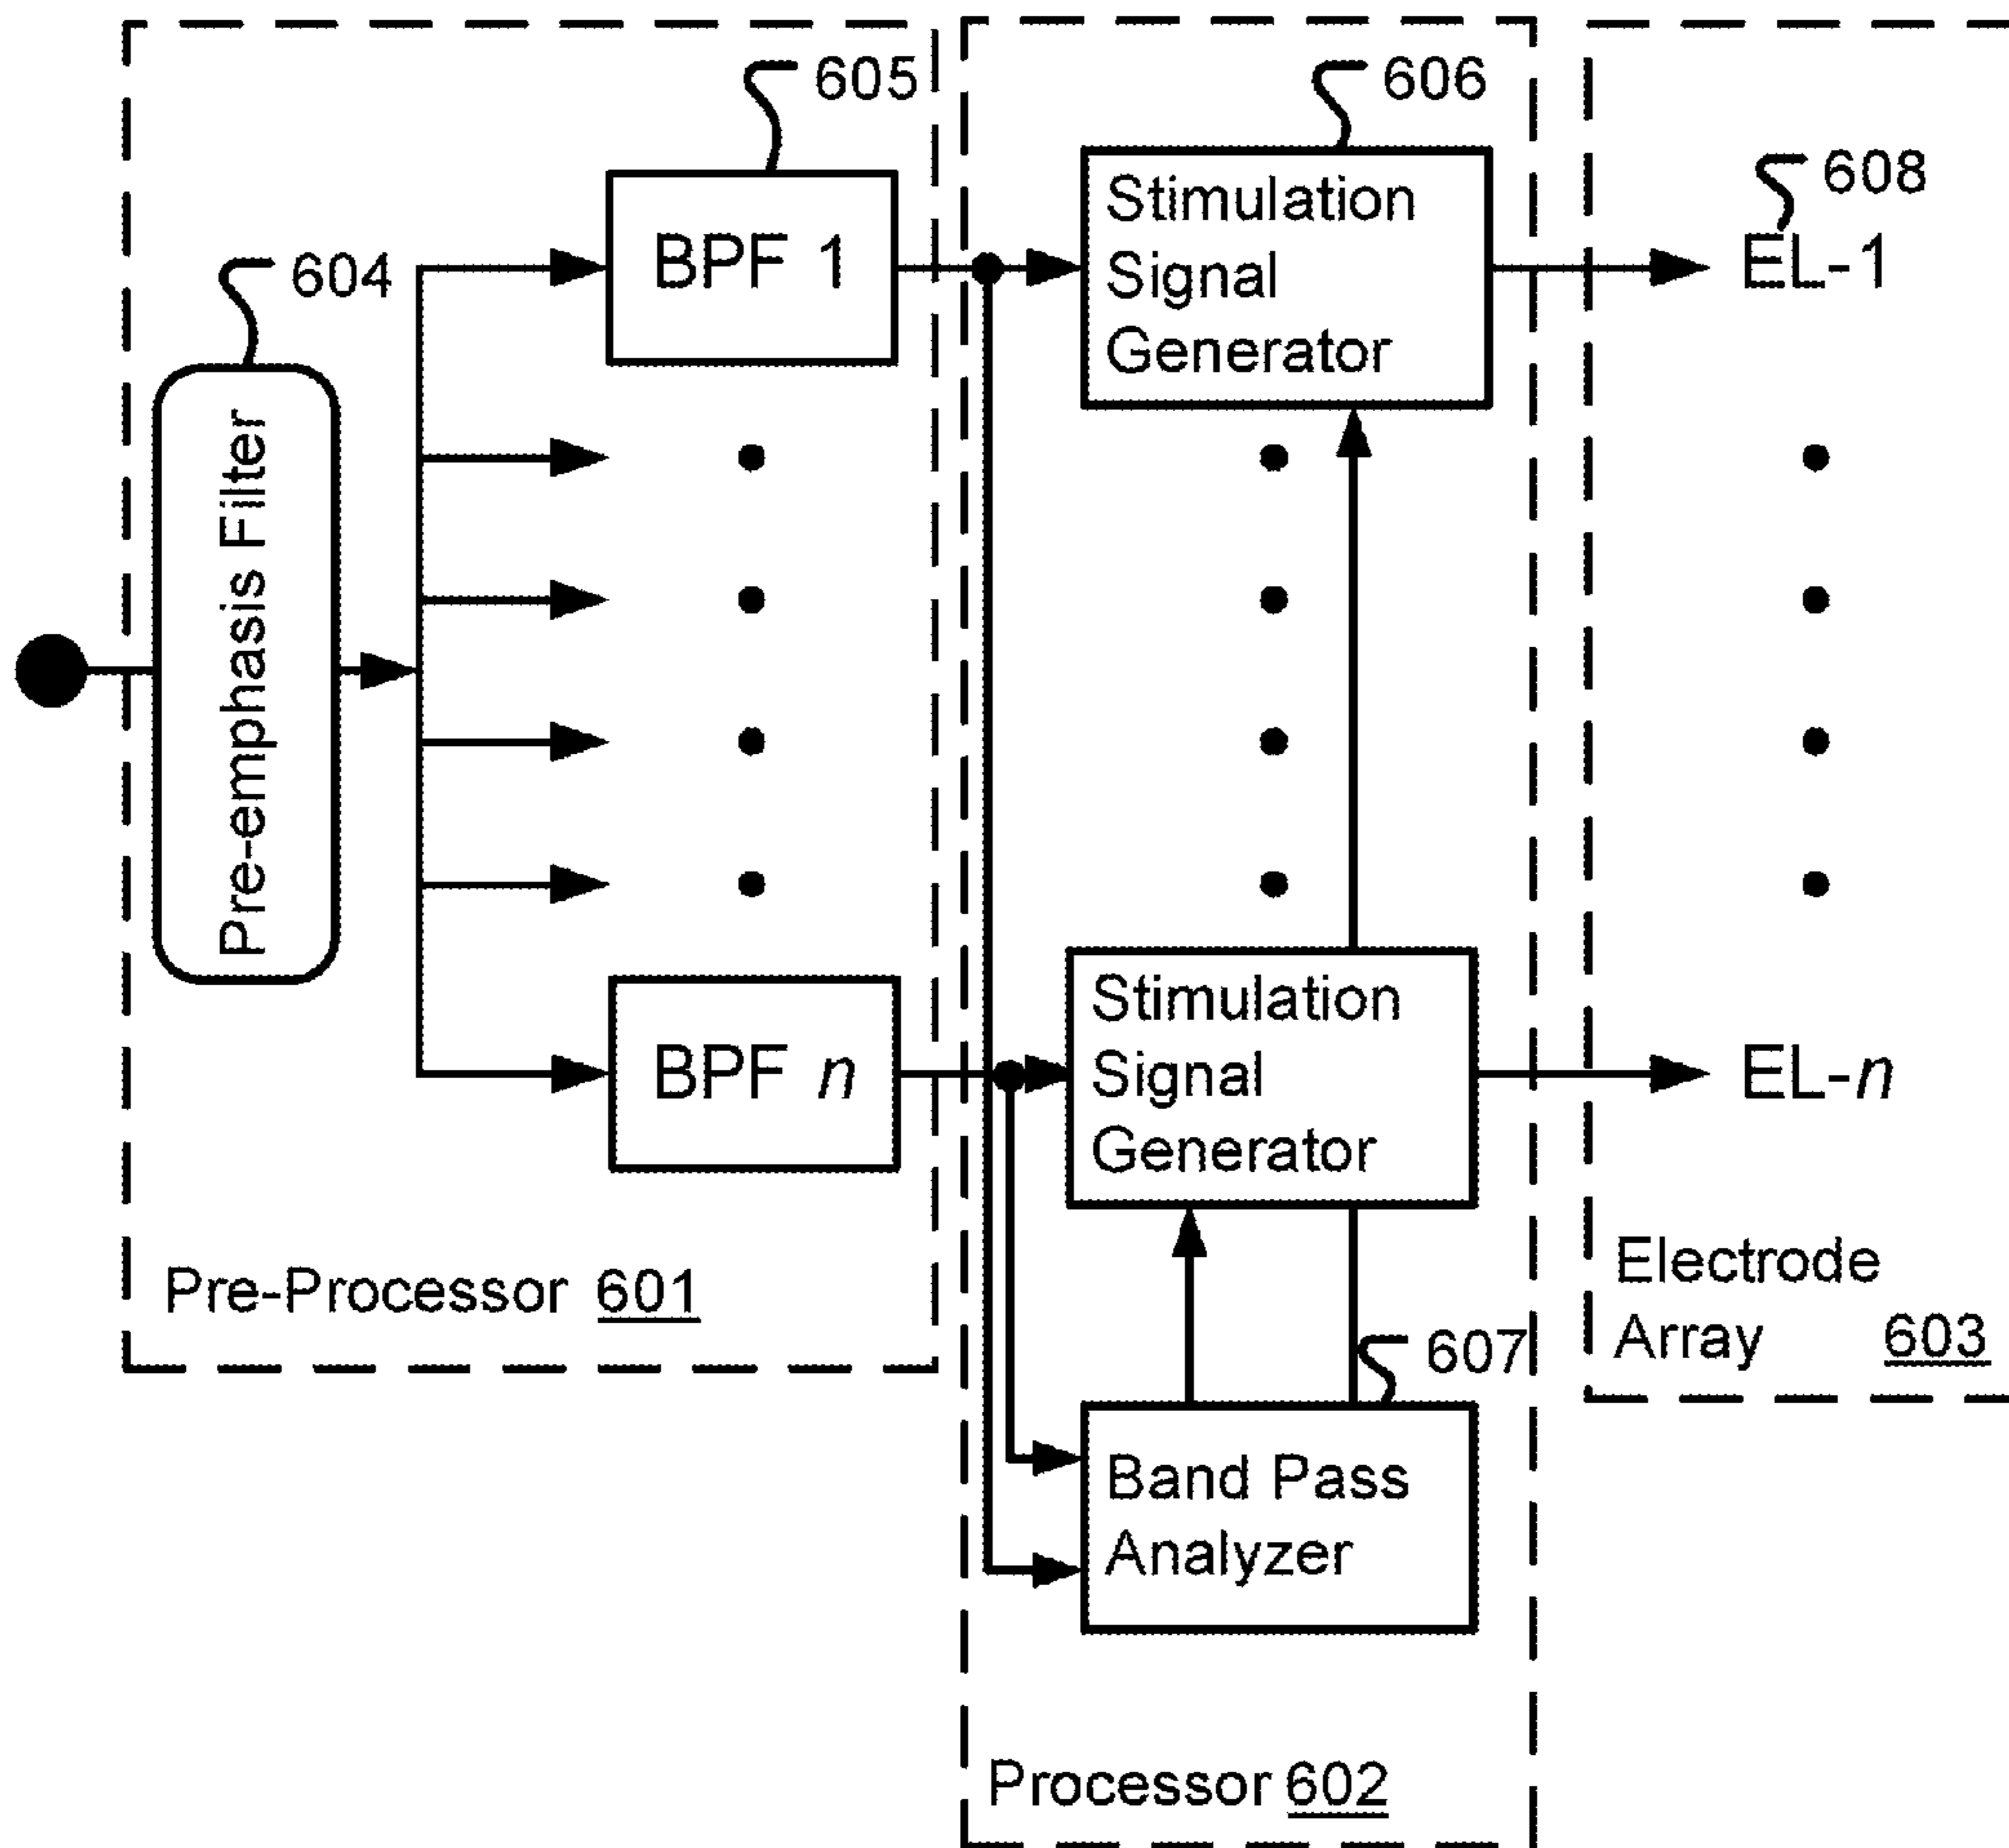 605
606
608
604
BPF 1
Stimulation
Signal
Generator
EL-1
Pre-emphasis Filter
BPF n
Stimulation
Signal
Generator
EL-n
Pre-Processor 601
Electrode
Array 603
607
Band Pass
Analyzer
Processor 602